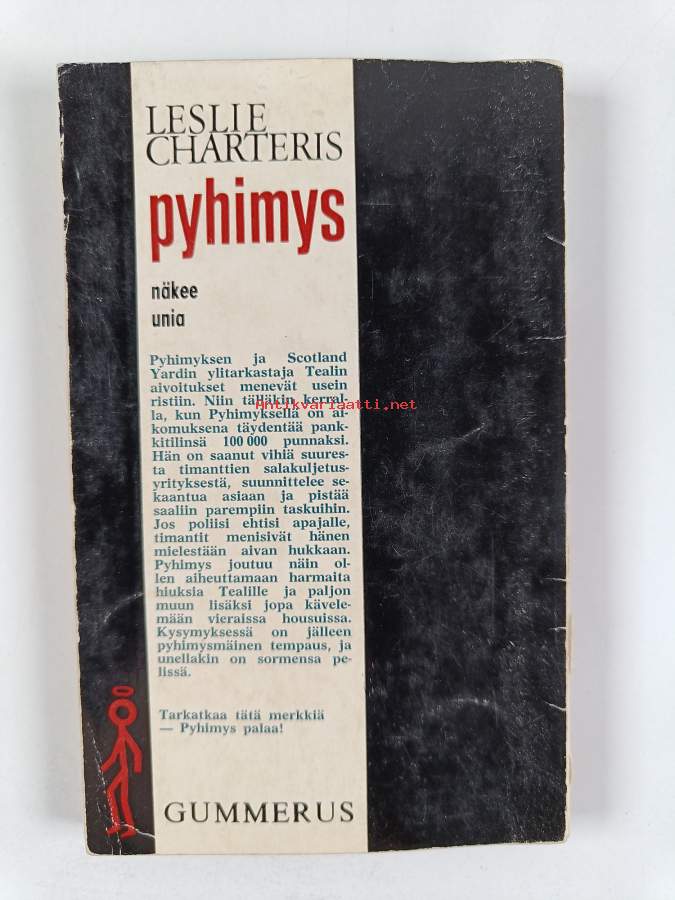 LESLIE
CHARTERIS
pyhimys
näkee
unia
Pyhimyksen ja Scotland
Yardin ylitarkastaja Tealin
aivoitukset menevät usein
ristiin. Niin tälläkin kerral-
la, kun Pyhimyksellä on ai-
komuksena täydentää pank-
kitilinsä 100 000 punnaksi.
Hän on saanut vihiä suures-
ta timanttien salakuljetus-
yrityksestä, suunnittelee se-
kaantua asiaan ja pistää
saaliin parempiin taskuihin.
Jos poliisi ehtisi apajalle,
timantit menisivät hänen
mielestään aivan hukkaan.
Pyhimys joutuu näin ol-
len aiheuttamaan harmaita
hiuksia Tealille ja paljon
muun lisäksi jopa kävele-
mään vieraissa housuissa.
Kysymyksessä on jälleen
pyhimysmäinen tempaus, ja
unellakin on sormensa pe-
lissä.
Tarkatkaa tätä merkkiä
— Pyhimys palaa!
GUMMERUS
Antikvariaatti.net